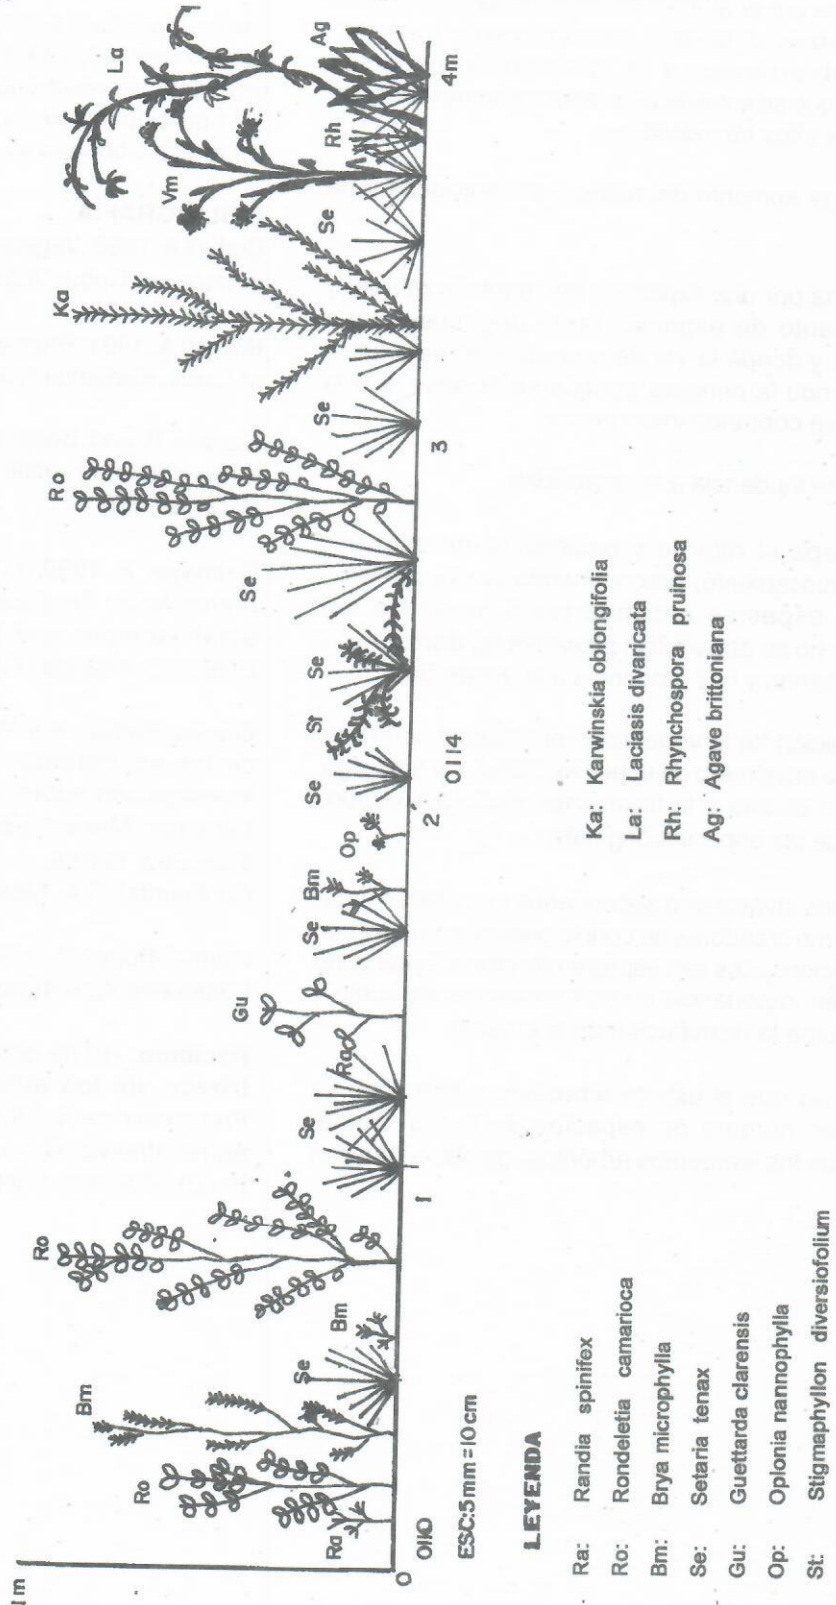 1 m
Ra
Ro
Bm
Se
Bm
Ro
Se
Ra
Gu
Se
Bm
Op
Se
St
Se
Se
Ro
Se
Ka
Se
Vm
La
Rh
Ag
0 1 2 3 4m
0110 0114
ESC:5mm=10cm
LEYENDA
Ra: Randia spinifex
Ro: Rondeletia camarioca
Bm: Brya microphylla
Se: Setaria tenax
Gu: Guettarda clarensis
Op: Oplonia nannophylla
St: Stigmaphyllon diversiofolium
Ka: Karwinskia oblongifolia
La: Laciasis divaricata
Rh: Rhynchospora pruinosa
Ag: Agave brittoniana